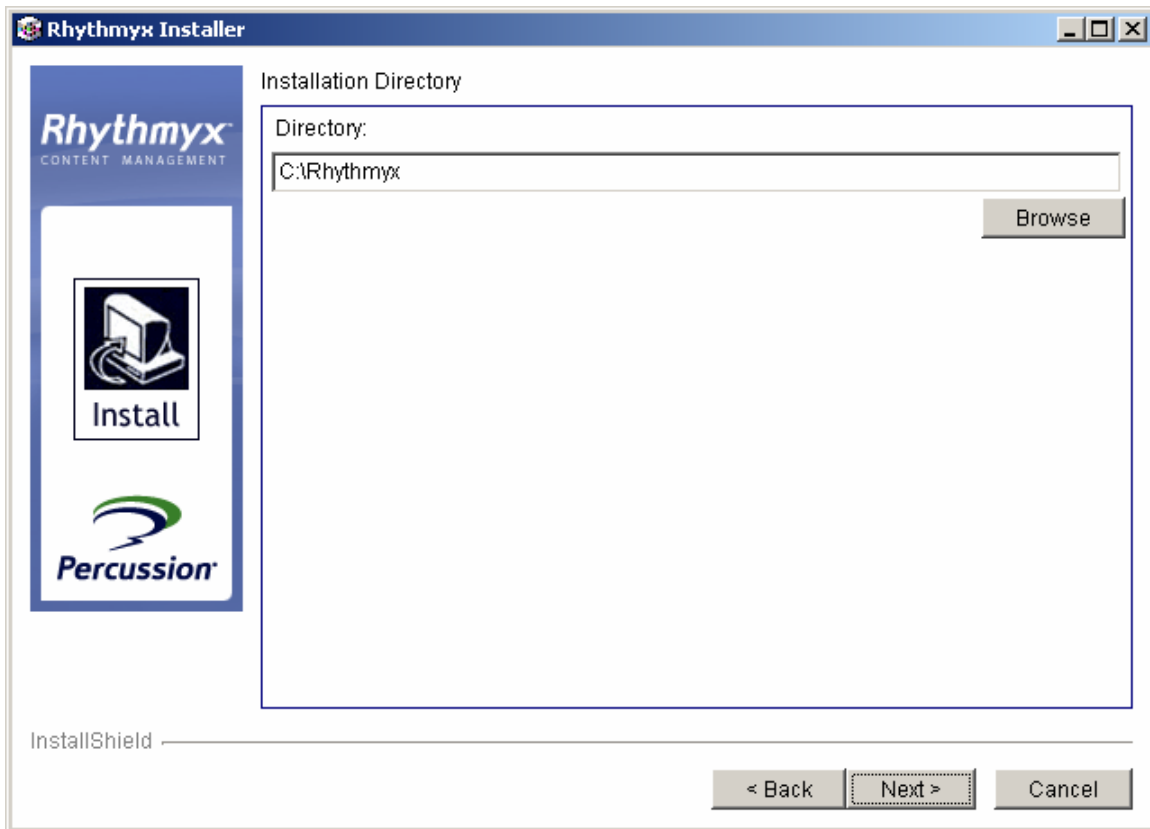 Rhythmyx Installer
Rhythmyx
CONTENT MANAGEMENT
Install
Percussion
Installation Directory
Directory:
C:\Rhythmyx
Browse
InstallShield
< Back
Next >
Cancel